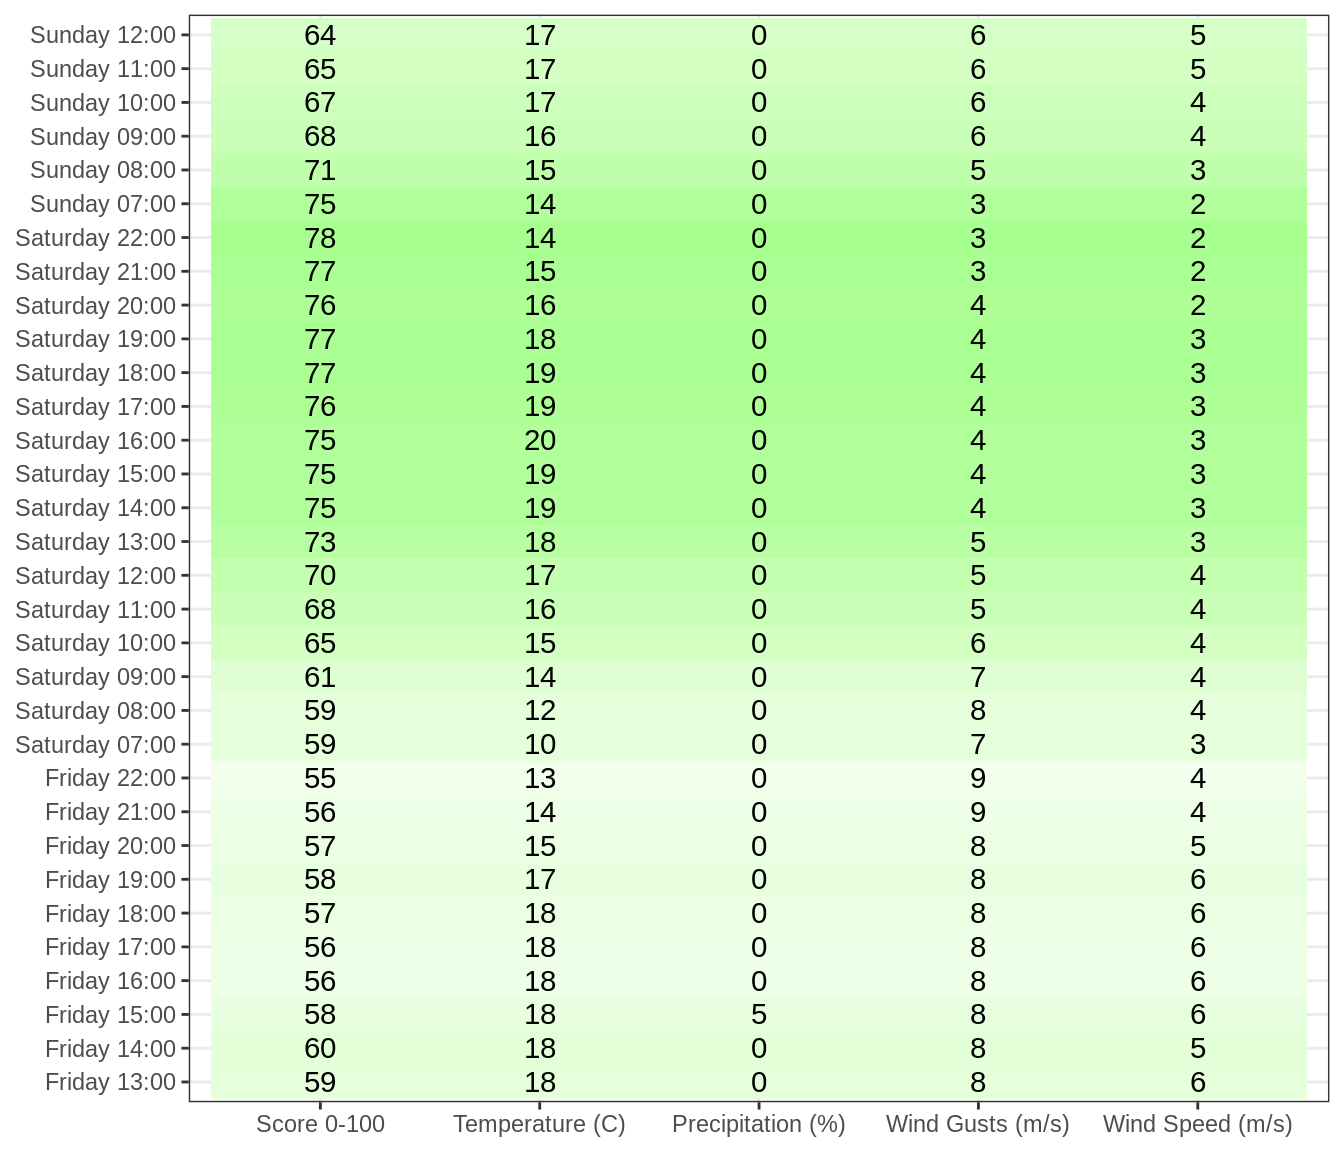 Sunday 12:00 64 17 0 6 5
Sunday 11:00 65 17 0 6 5
Sunday 10:00 67 17 0 6 4
Sunday 09:00 68 16 0 6 4
Sunday 08:00 71 15 0 5 3
Sunday 07:00 75 14 0 3 2
Saturday 22:00 78 14 0 3 2
Saturday 21:00 77 15 0 3 2
Saturday 20:00 76 16 0 4 2
Saturday 19:00 77 18 0 4 3
Saturday 18:00 77 19 0 4 3
Saturday 17:00 76 19 0 4 3
Saturday 16:00 75 20 0 4 3
Saturday 15:00 75 19 0 4 3
Saturday 14:00 75 19 0 4 3
Saturday 13:00 73 18 0 5 3
Saturday 12:00 70 17 0 5 4
Saturday 11:00 68 16 0 5 4
Saturday 10:00 65 15 0 6 4
Saturday 09:00 61 14 0 7 4
Saturday 08:00 59 12 0 8 4
Saturday 07:00 59 10 0 7 3
Friday 22:00 55 13 0 9 4
Friday 21:00 56 14 0 9 4
Friday 20:00 57 15 0 8 5
Friday 19:00 58 17 0 8 6
Friday 18:00 57 18 0 8 6
Friday 17:00 56 18 0 8 6
Friday 16:00 56 18 0 8 6
Friday 15:00 58 18 5 8 6
Friday 14:00 60 18 0 8 5
Friday 13:00 59 18 0 8 6
Score 0-100 Temperature (C) Precipitation (%) Wind Gusts (m/s) Wind Speed (m/s)